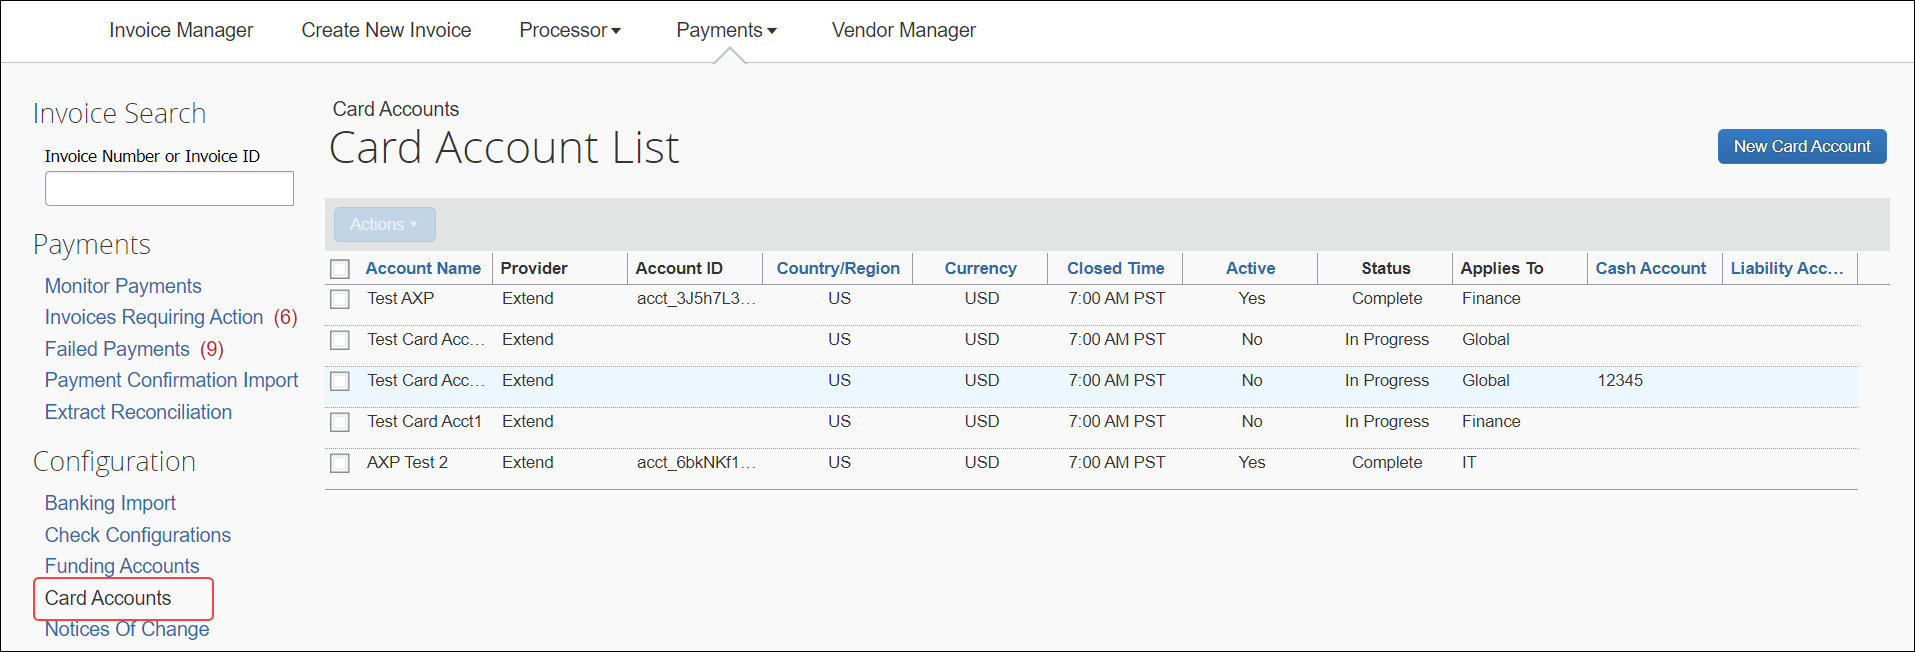 Invoice Manager Create New Invoice Processor▾ Payments▾ Vendor Manager
Invoice Search
Invoice Number or Invoice ID
Payments
Monitor Payments
Invoices Requiring Action (6)
Failed Payments (9)
Payment Confirmation Import
Extract Reconciliation
Configuration
Banking Import
Check Configurations
Funding Accounts
Card Accounts
Notices Of Change
Card Accounts
Card Account List
New Card Account
Actions ▾
Account Name Provider Account ID Country/Region Currency Closed Time Active Status Applies To Cash Account Liability Acc...
Test AXP Extend acct_3J5h7L3... US USD 7:00 AM PST Yes Complete Finance
Test Card Acc... Extend US USD 7:00 AM PST No In Progress Global
Test Card Acc... Extend US USD 7:00 AM PST No In Progress Global 12345
Test Card Acct1 Extend US USD 7:00 AM PST No In Progress Finance
AXP Test 2 Extend acct_6bkNKf1... US USD 7:00 AM PST Yes Complete IT